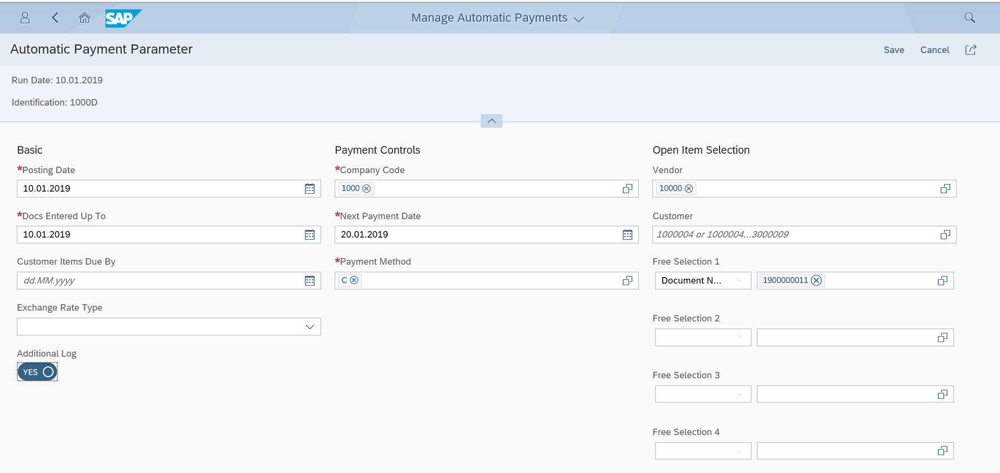 SAP
Manage Automatic Payments
Automatic Payment Parameter
Save
Cancel
Run Date: 10.01.2019
Identification: 1000D
Basic
*Posting Date
10.01.2019
*Docs Entered Up To
10.01.2019
Customer Items Due By
dd.MM.yyyy
Exchange Rate Type
Additional Log
YES
Payment Controls
*Company Code
1000
*Next Payment Date
20.01.2019
*Payment Method
C
Open Item Selection
Vendor
10000
Customer
1000004 or 1000004...3000009
Free Selection 1
Document N... 1900000011
Free Selection 2
Free Selection 3
Free Selection 4